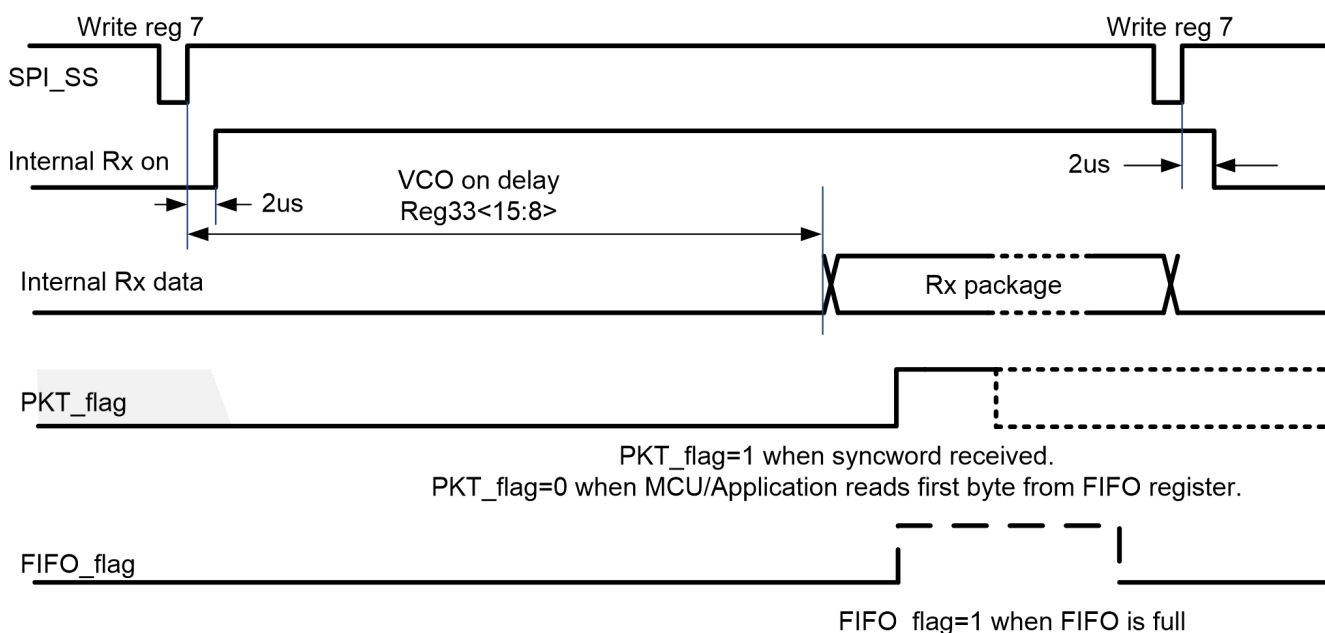 Write reg 7
Write reg 7
SPI_SS
Internal Rx on
2us
VCO on delay
2us
Reg33<15:8>
Internal Rx data
Rx package
PKT_flag
PKT_flag=1 when syncword received.
PKT_flag=0 when MCU/Application reads first byte from FIFO register.
FIFO_flag
FIFO_flag=1 when FIFO is full